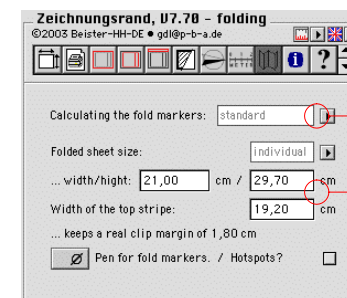 Zeichnungsrand, U7.70 - folding
©2003 Beister-HH-DE ● gdl@p-b-a.de
METER
Calculating the fold markers: standard
Folded sheet size: individual
... width/hight: 21,00 cm / 29,70 cm
Width of the top stripe: 19,20 cm
... keeps a real clip margin of 1,80 cm
Ø Pen for fold markers. / Hotspots?